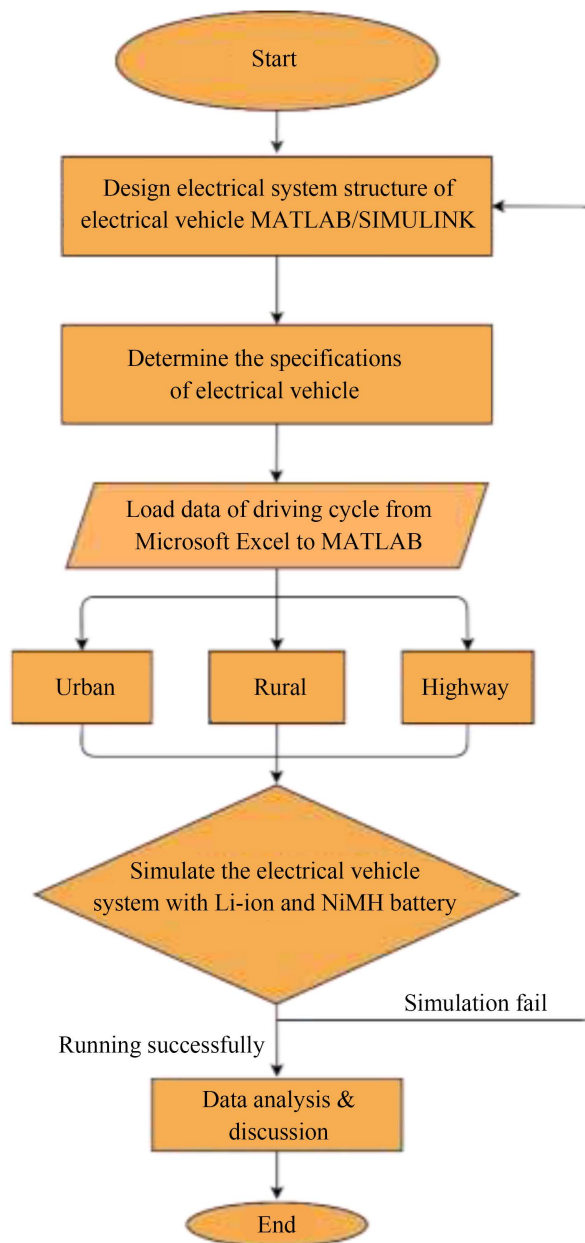 Start
Design electrical system structure of
electrical vehicle MATLAB/SIMULINK
Determine the specifications
of electrical vehicle
Load data of driving cycle from
Microsoft Excel to MATLAB
Urban
Rural
Highway
Simulate the electrical vehicle
system with Li-ion and NiMH battery
Simulation fail
Running successfully
Data analysis &
discussion
End